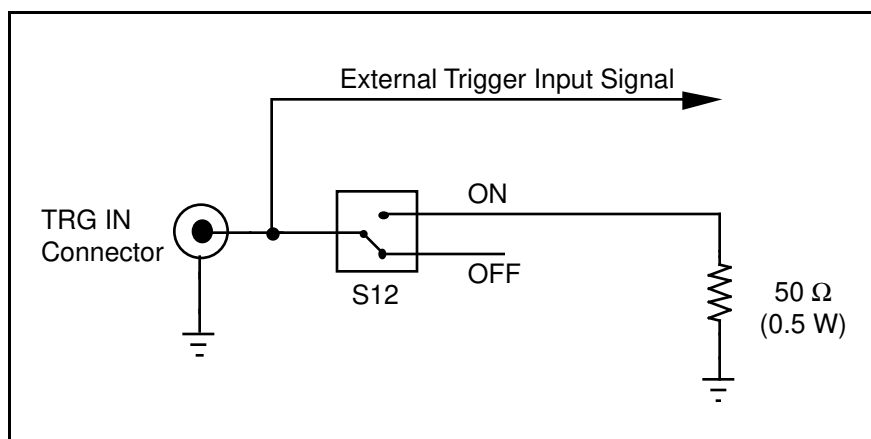 External Trigger Input Signal
ON
TRG IN
Connector
OFF
S12
50 Ω
(0.5 W)